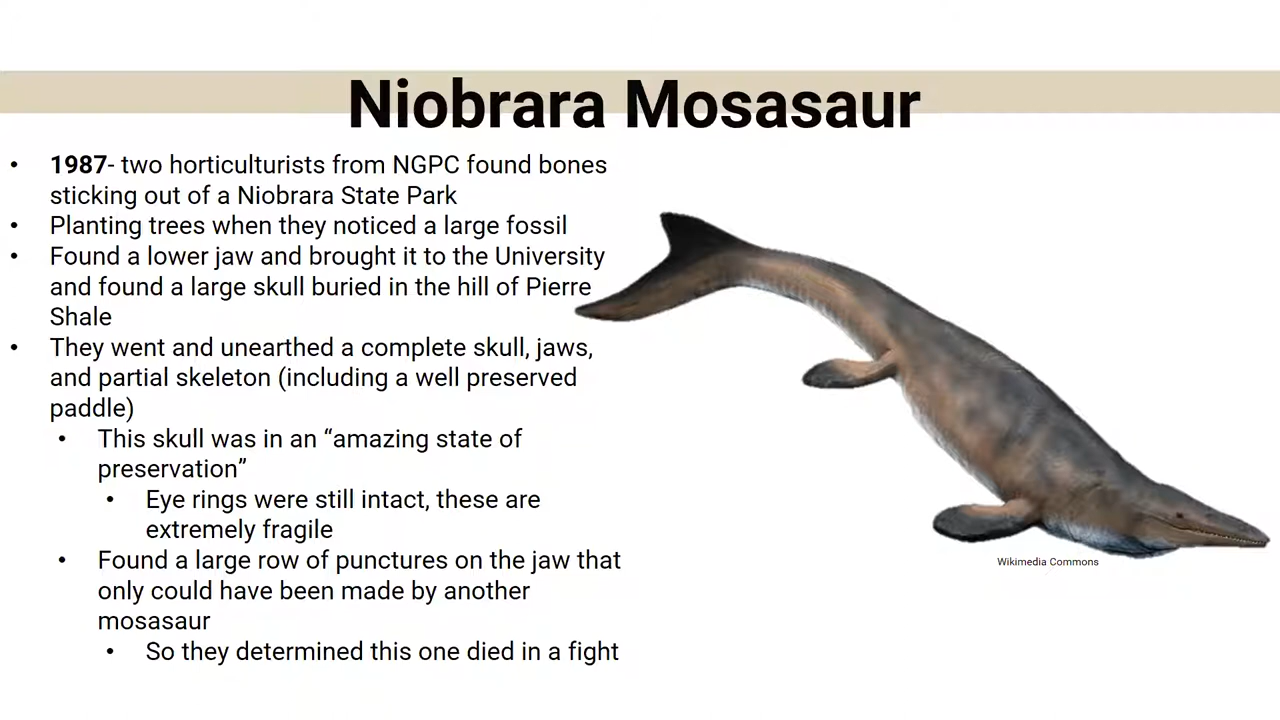 Niobrara Mosasaur
• 1987- two horticulturists from NGPC found bones
sticking out of a Niobrara State Park
• Planting trees when they noticed a large fossil
• Found a lower jaw and brought it to the University
and found a large skull buried in the hill of Pierre
Shale
• They went and unearthed a complete skull, jaws,
and partial skeleton (including a well preserved
paddle)
• This skull was in an “amazing state of
preservation”
• Eye rings were still intact, these are
extremely fragile
• Found a large row of punctures on the jaw that
only could have been made by another
mosasaur
• So they determined this one died in a fight
Wikimedia Commons